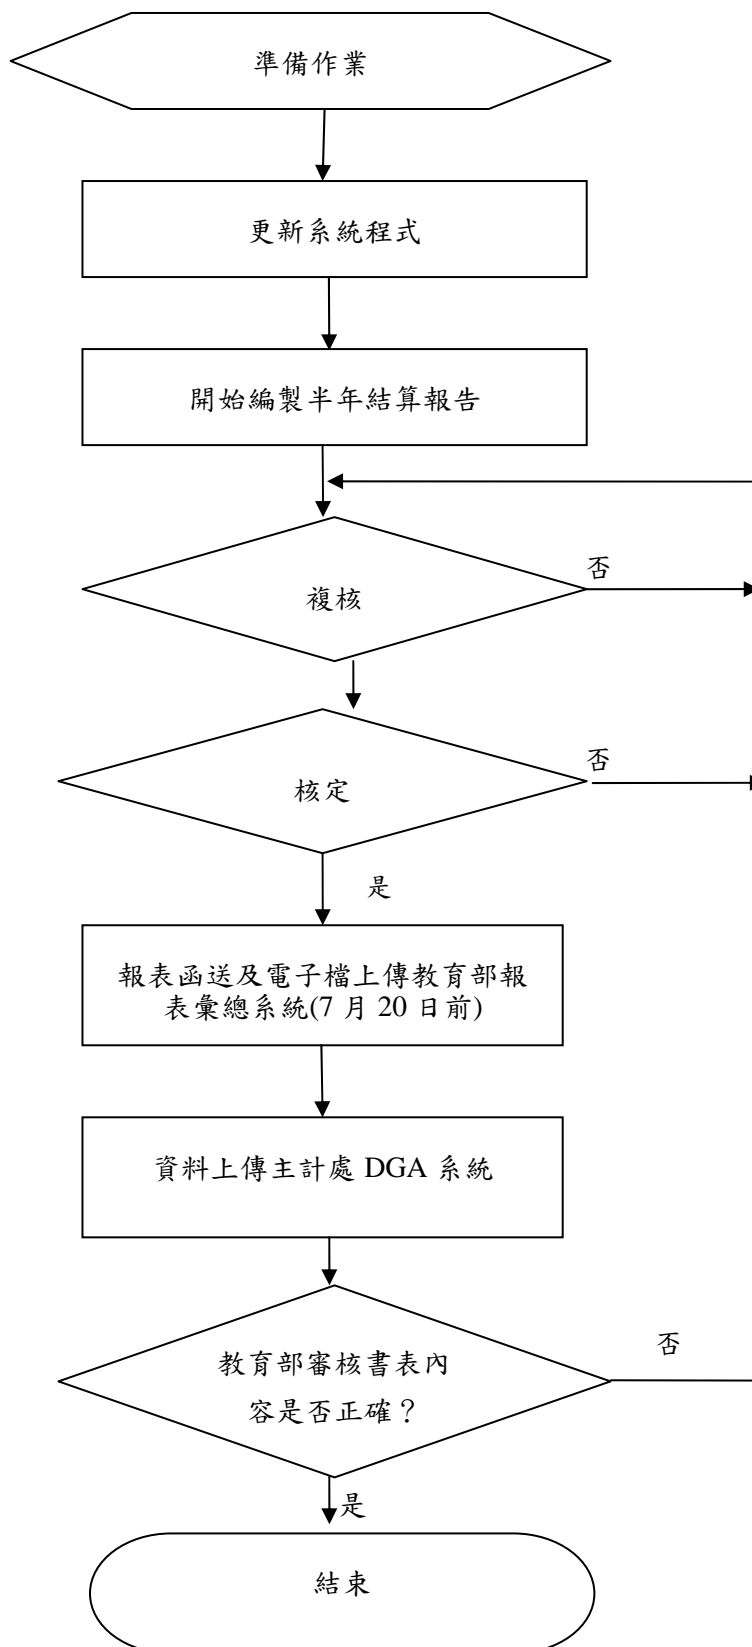 準備作業
更新系統程式
開始編製半年結算報告
複核
否
核定
否
是
報表函送及電子檔上傳教育部報
表彙總系統(7 月 20 日前)
資料上傳主計處 DGA 系統
教育部審核書表內
容是否正確？
否
是
結束